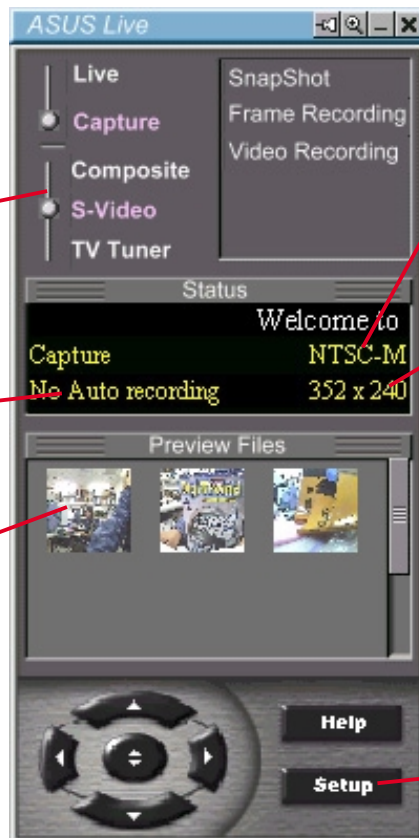 ASUS Live
Live
Capture
Composite
S-Video
TV Tuner
SnapShot
Frame Recording
Video Recording
Status
Welcome to
Capture NTSC-M
No Auto recording 352 x 240
Preview Files
Help
Setup